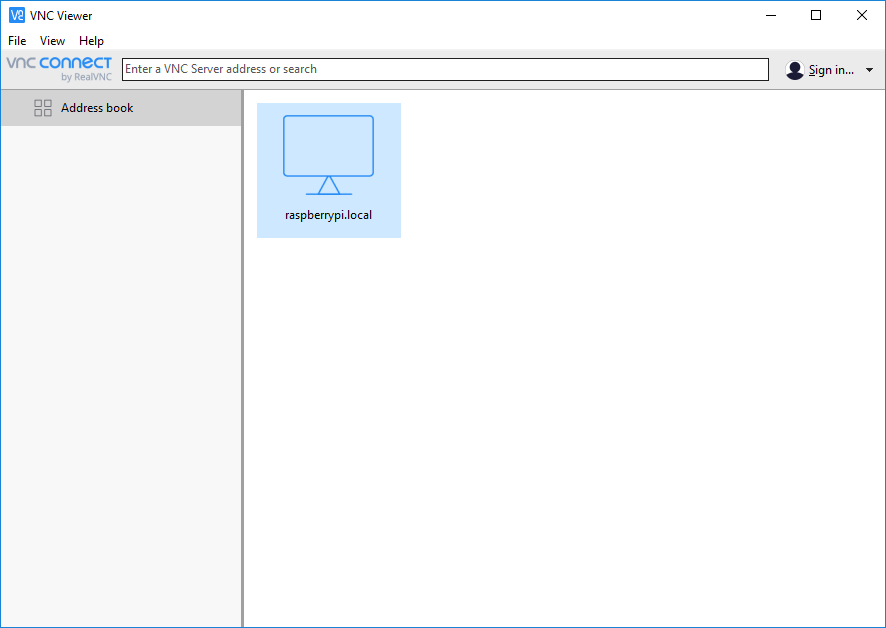 VNC Viewer
File View Help
vnc connect
by RealVNC
Enter a VNC Server address or search
Sign in...
Address book
raspberrypi.local